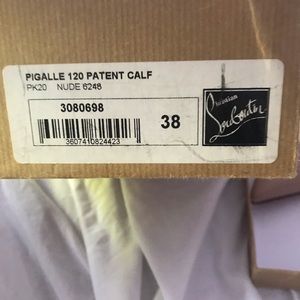 PIGALLE 120 PATENT CALF
PK20 NUDE 6248
3080698
3607410824423
38
Christian
Louboutin